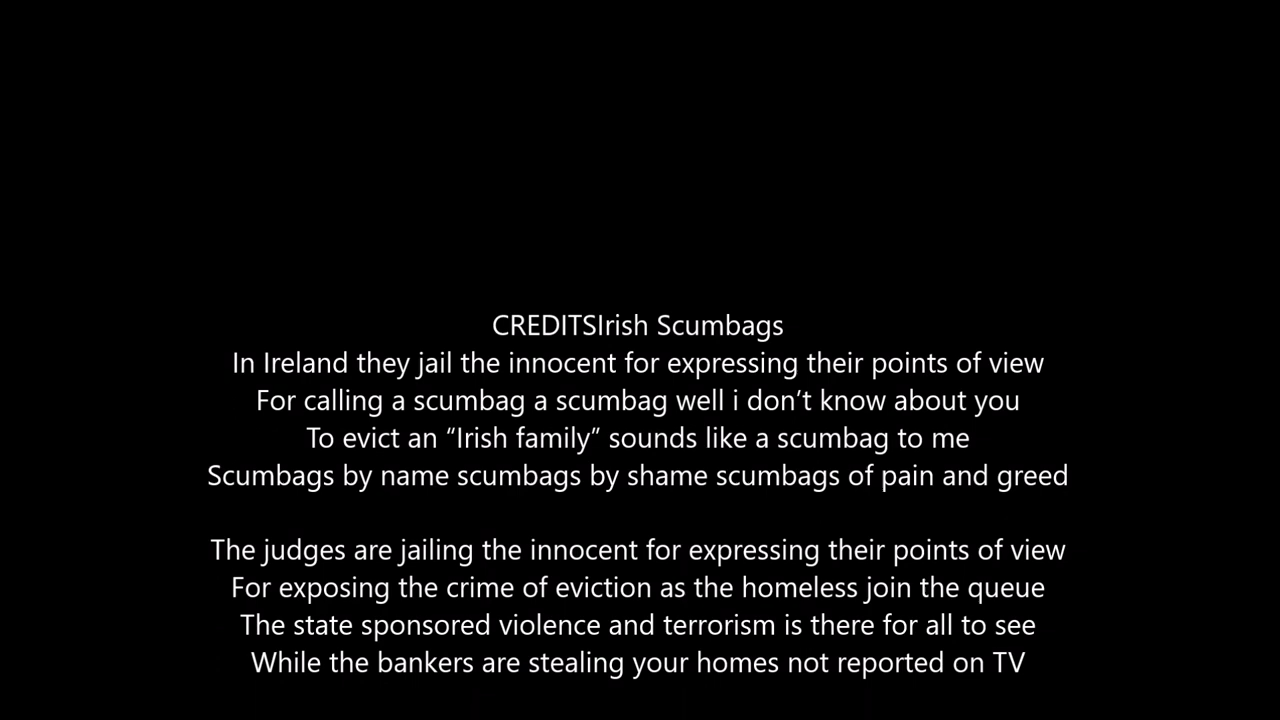 CREDITSIrish Scumbags
In Ireland they jail the innocent for expressing their points of view
For calling a scumbag a scumbag well i don’t know about you
To evict an “Irish family” sounds like a scumbag to me
Scumbags by name scumbags by shame scumbags of pain and greed
The judges are jailing the innocent for expressing their points of view
For exposing the crime of eviction as the homeless join the queue
The state sponsored violence and terrorism is there for all to see
While the bankers are stealing your homes not reported on TV